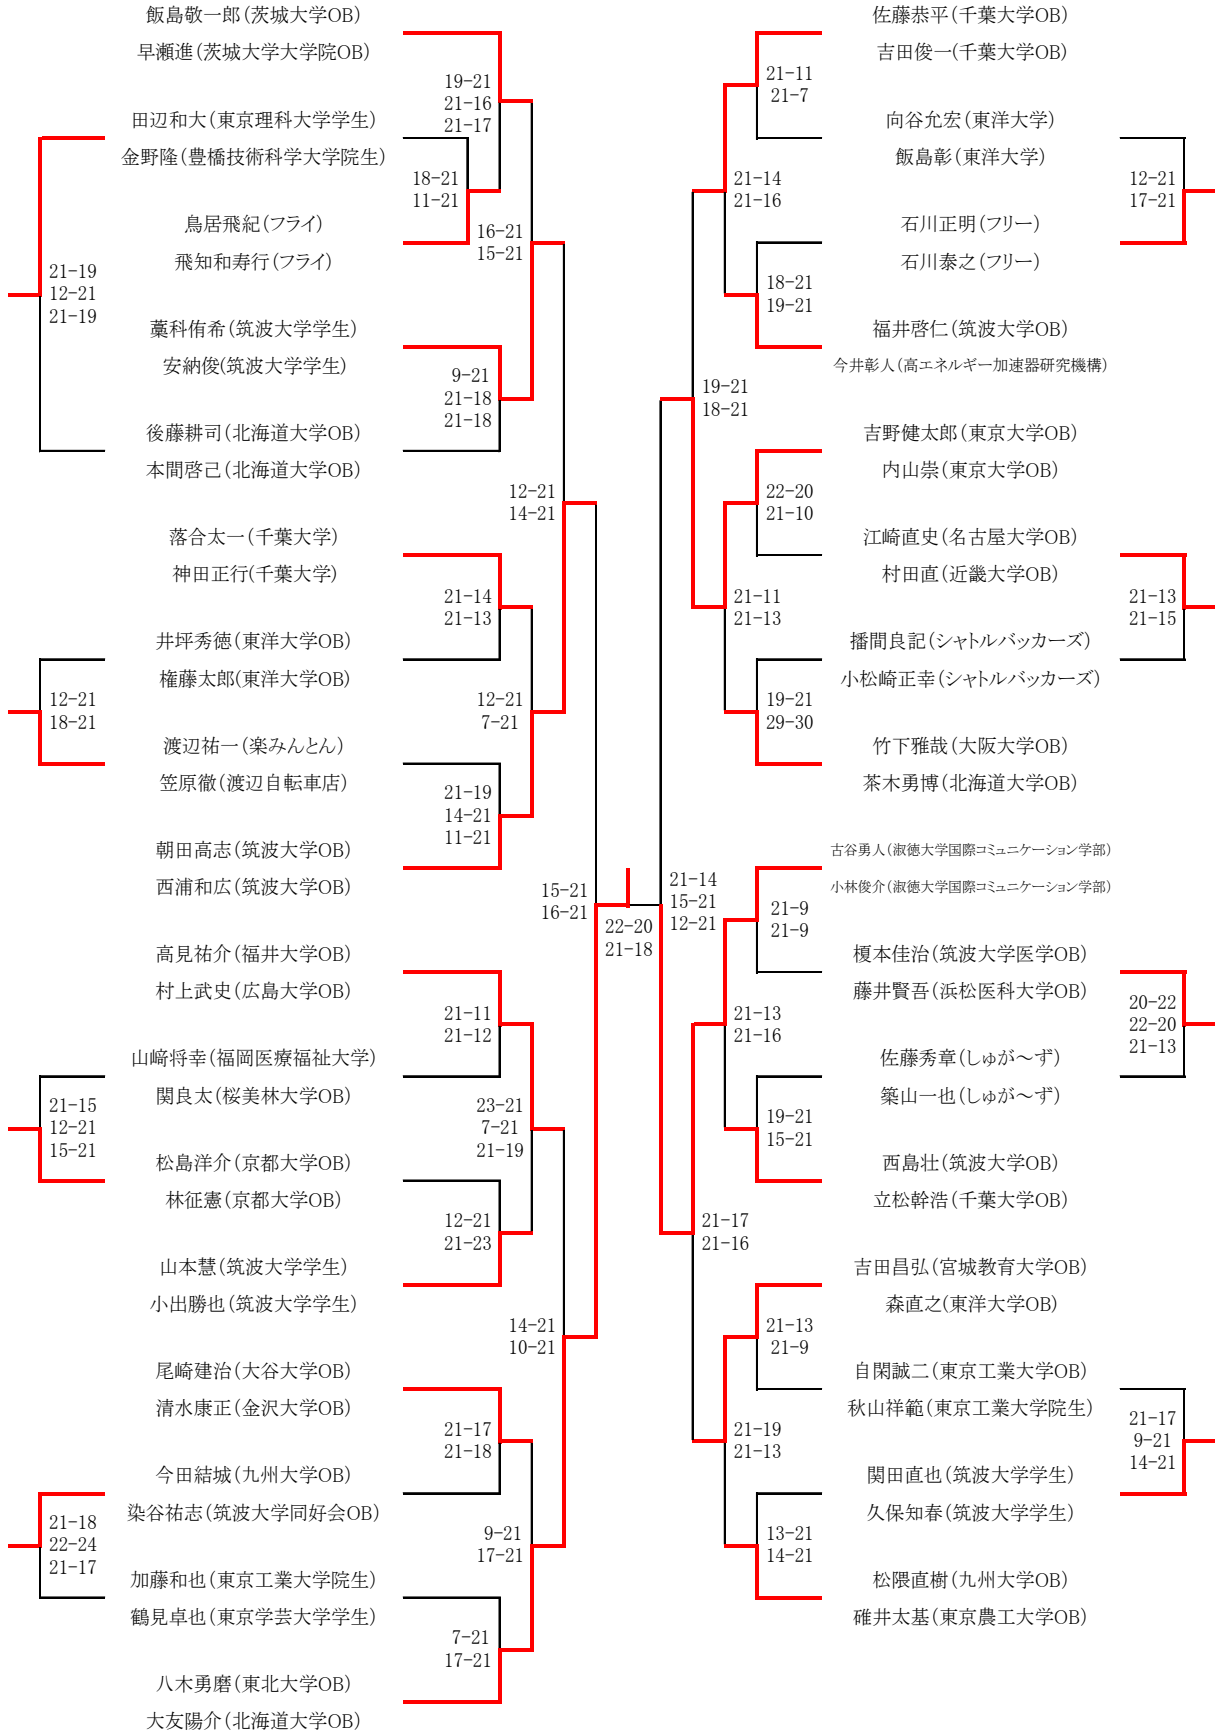 飯島敬一郎(茨城大学OB)
早瀬進(茨城大学大学院OB)
19-21
21-16
21-17
田辺和大(東京理科大学学生)
金野隆(豊橋技術科学大学院生)
18-21
11-21
鳥居飛紀(フライ)
飛知和寿行(フライ)
16-21
15-21
21-19
12-21
21-19
藁科侑希(筑波大学学生)
安納俊(筑波大学学生)
9-21
21-18
21-18
後藤耕司(北海道大学OB)
本間啓己(北海道大学OB)
12-21
14-21
落合太一(千葉大学)
神田正行(千葉大学)
21-14
21-13
井坪秀徳(東洋大学OB)
権藤太郎(東洋大学OB)
12-21
18-21
12-21
7-21
渡辺祐一(楽みんとん)
笠原徹(渡辺自転車店)
21-19
14-21
11-21
朝田高志(筑波大学OB)
西浦和広(筑波大学OB)
15-21
16-21
22-20
21-18
高見祐介(福井大学OB)
村上武史(広島大学OB)
21-11
21-12
山﨑将幸(福岡医療福祉大学)
関良太(桜美林大学OB)
21-15
12-21
15-21
23-21
7-21
21-19
松島洋介(京都大学OB)
林征憲(京都大学OB)
12-21
21-23
山本慧(筑波大学学生)
小出勝也(筑波大学学生)
14-21
10-21
尾崎建治(大谷大学OB)
清水康正(金沢大学OB)
21-17
21-18
今田結城(九州大学OB)
染谷祐志(筑波大学同好会OB)
21-18
22-24
21-17
9-21
17-21
加藤和也(東京工業大学院生)
鶴見卓也(東京学芸大学学生)
7-21
17-21
八木勇磨(東北大学OB)
大友陽介(北海道大学OB)
佐藤恭平(千葉大学OB)
吉田俊一(千葉大学OB)
21-11
21-7
向谷允宏(東洋大学)
飯島彰(東洋大学)
21-14
21-16
12-21
17-21
石川正明(フリー)
石川泰之(フリー)
18-21
19-21
福井啓仁(筑波大学OB)
今井彰人(高エネルギー加速器研究機構)
19-21
18-21
吉野健太郎(東京大学OB)
内山崇(東京大学OB)
22-20
21-10
江崎直史(名古屋大学OB)
村田直(近畿大学OB)
21-11
21-13
21-13
21-15
播間良記(シャトルバッカーズ)
小松崎正幸(シャトルバッカーズ)
19-21
29-30
竹下雅哉(大阪大学OB)
茶木勇博(北海道大学OB)
21-14
15-21
12-21
古谷勇人(淑徳大学国際コミュニケーション学部)
小林俊介(淑徳大学国際コミュニケーション学部)
21-9
21-9
榎本佳治(筑波大学医学OB)
藤井賢吾(浜松医科大学OB)
21-13
21-16
20-22
22-20
21-13
佐藤秀章(しゅが～ず)
築山一也(しゅが～ず)
19-21
15-21
西島壮(筑波大学OB)
立松幹浩(千葉大学OB)
21-17
21-16
吉田昌弘(宮城教育大学OB)
森直之(東洋大学OB)
21-13
21-9
自閑誠二(東京工業大学OB)
秋山祥範(東京工業大学院生)
21-19
21-13
21-17
9-21
14-21
関田直也(筑波大学学生)
久保知春(筑波大学学生)
13-21
14-21
松隈直樹(九州大学OB)
碓井太基(東京農工大学OB)